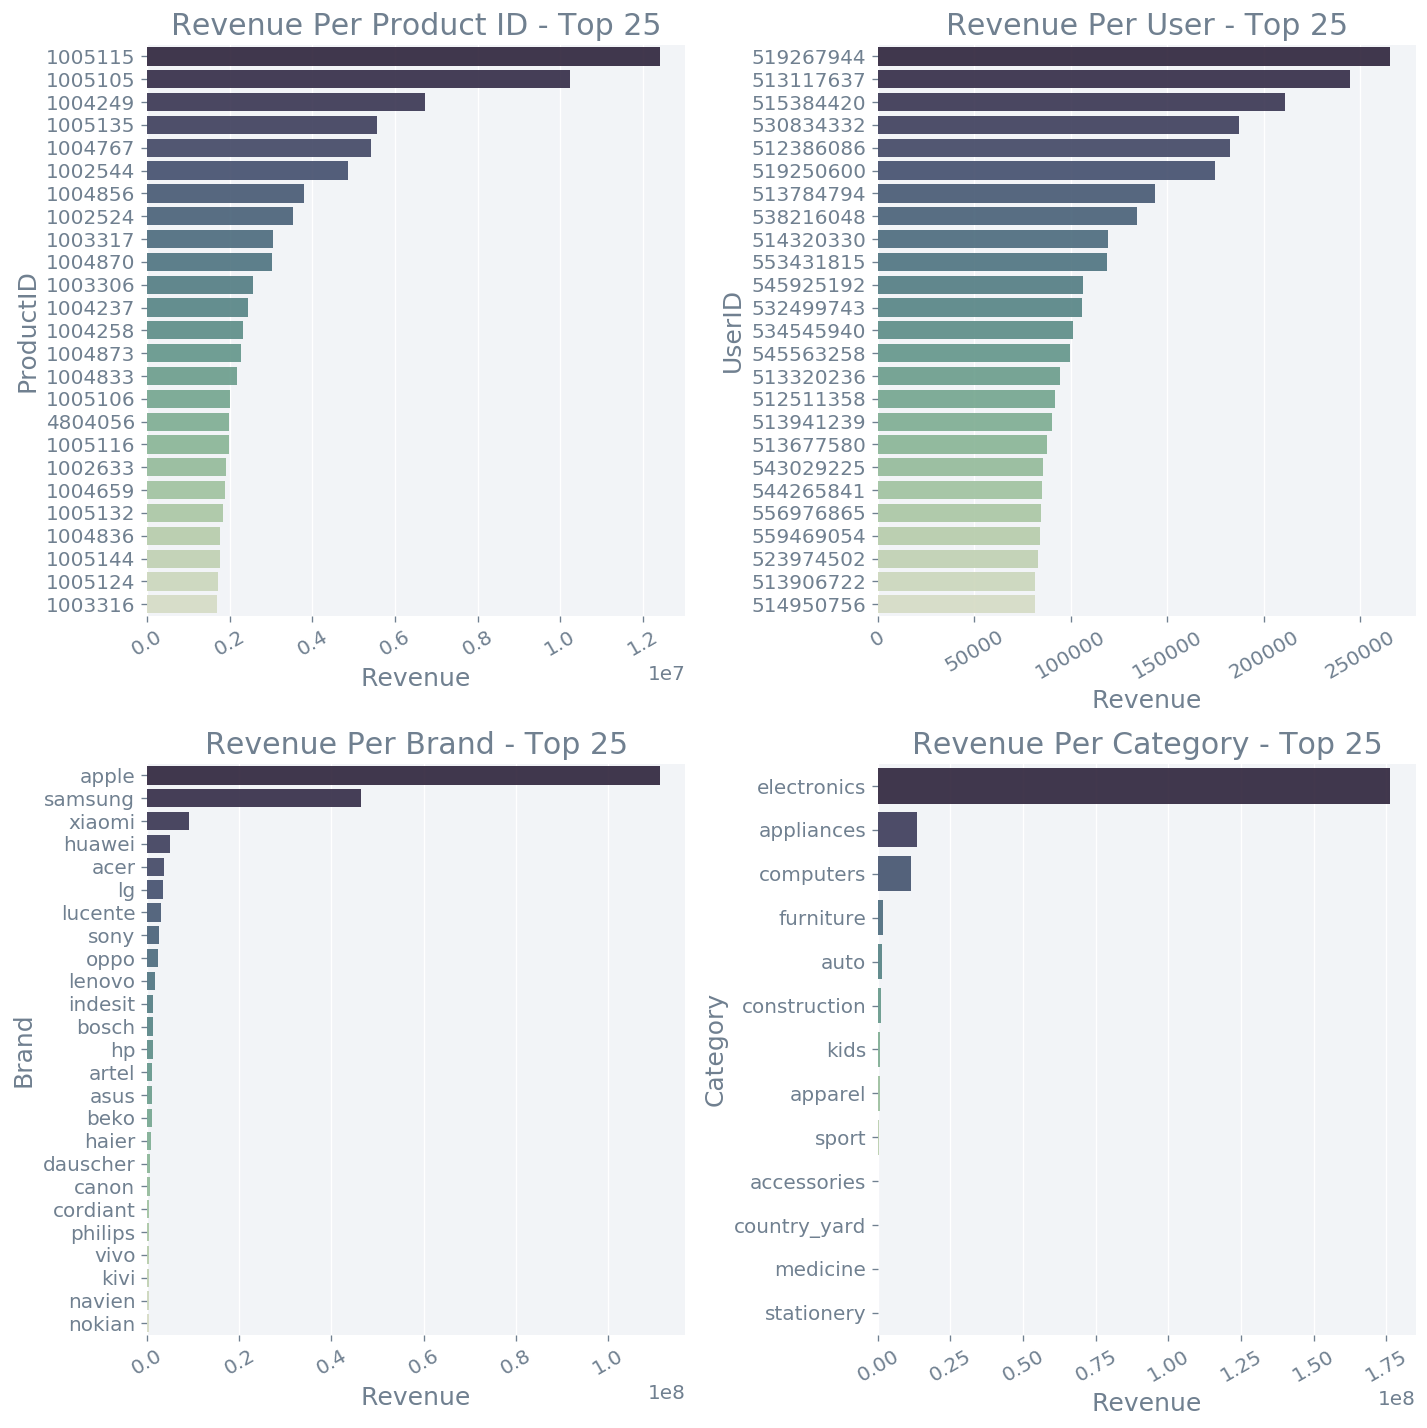 Revenue Per Product ID - Top 25
ProductID
1005115
1005105
1004249
1005135
1004767
1002544
1004856
1002524
1003317
1004870
1003306
1004237
1004258
1004873
1004833
1005106
4804056
1005116
1002633
1004659
1005132
1004836
1005144
1005124
1003316
0.0 0.2 0.4 0.6 0.8 1.0 1.2
1e7
Revenue
Revenue Per User - Top 25
UserID
519267944
513117637
515384420
530834332
512386086
519250600
513784794
538216048
514320330
553431815
545925192
532499743
534545940
545563258
513320236
512511358
513941239
513677580
543029225
544265841
556976865
559469054
523974502
513906722
514950756
0 50000 100000 150000 200000 250000
Revenue
Revenue Per Brand - Top 25
Brand
apple
samsung
xiaomi
huawei
acer
lg
lucente
sony
oppo
lenovo
indesit
bosch
hp
artel
asus
beko
haier
dauscher
canon
cordiant
philips
vivo
kivi
navien
nokian
0.0 0.2 0.4 0.6 0.8 1.0
1e8
Revenue
Revenue Per Category - Top 25
Category
electronics
appliances
computers
furniture
auto
construction
kids
apparel
sport
accessories
country_yard
medicine
stationery
0.00 0.25 0.50 0.75 1.00 1.25 1.50 1.75
1e8
Revenue